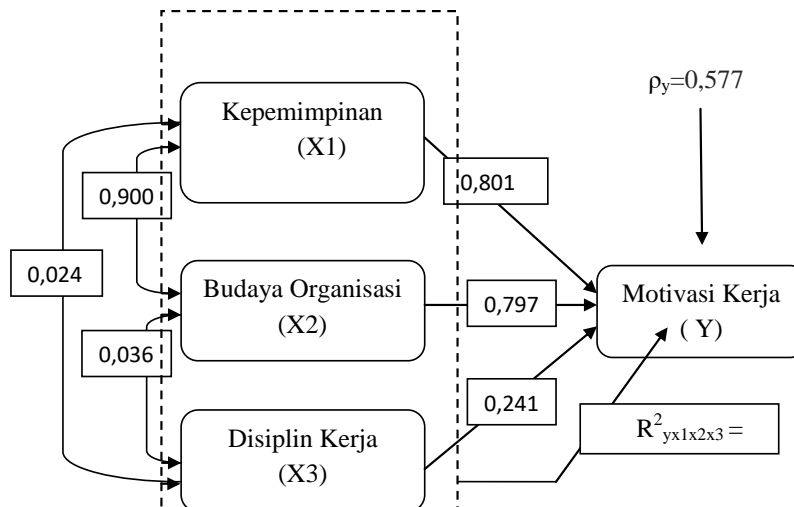 ρy=0,577
Kepemimpinan
(X1)
0,801
0,900
0,024
Budaya Organisasi
(X2)
0,797
Motivasi Kerja
( Y)
0,036
0,241
Disiplin Kerja
(X3)
R²yx1x2x3 =